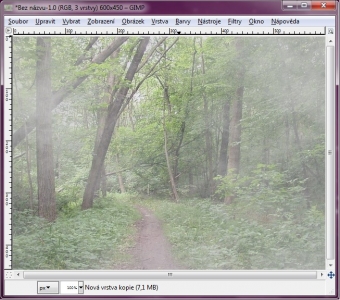 *Bez názvu-1.0 (RGB, 3 vrstvy) 600x450 – GIMP
Soubor Upravit Vybrat Zobrazení Obrázek Vrstva Barvy Nástroje Filtry Okno Nápověda
px 100% Nová vrstva kopie (7,1 MB)